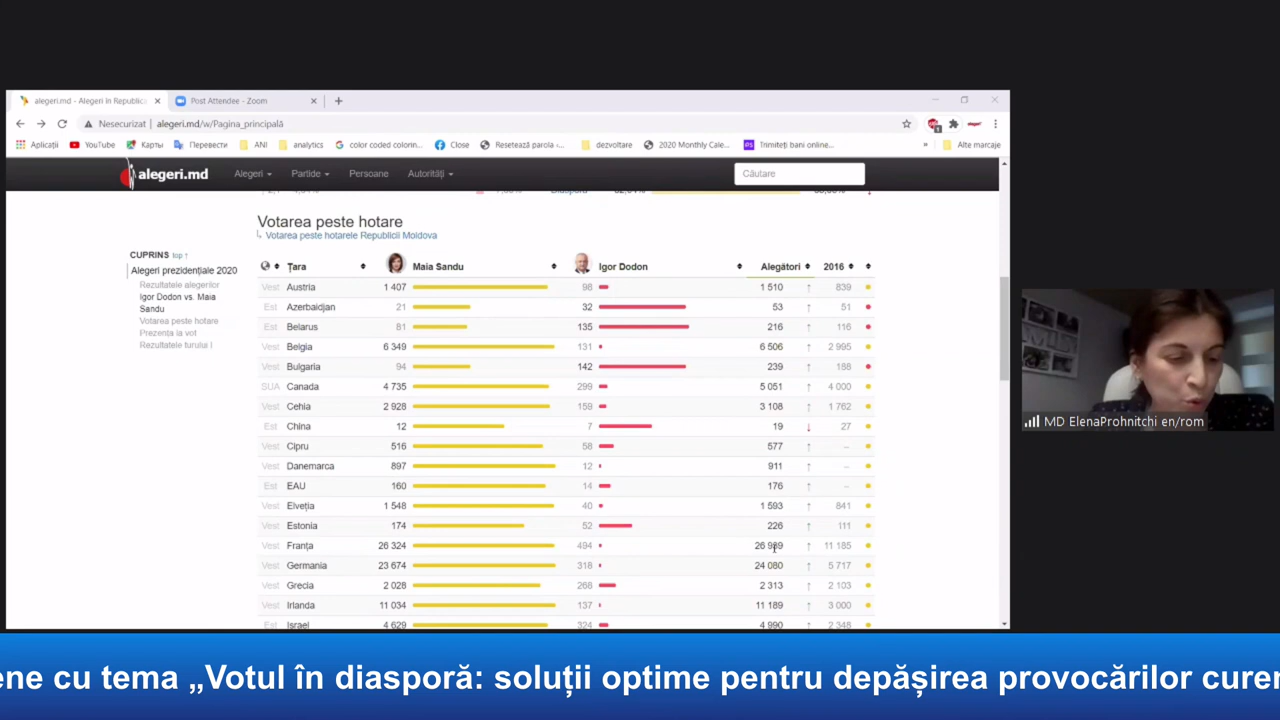 alegeri.md - Alegeri în Republica
Post Attendee - Zoom
Nesecurizat | alegeri.md/w/Pagina_principală
Aplicații YouTube Карты Перевести ANI analytics color coded colorin... Close Resetează parola –... dezvoltare 2020 Monthly Cale... Trimiteți bani online... » Alte marcaje
alegeri.md Alegeri Partide Persoane Autorități Căutare
Votarea peste hotare
Votarea peste hotarele Republicii Moldova
CUPRINS top ↑
Alegeri prezidențiale 2020
Rezultatele alegerilor
Igor Dodon vs. Maia
Sandu
Votarea peste hotare
Prezența la vot
Rezultatele turului I
Țara Maia Sandu Igor Dodon Alegători 2016
Vest Austria 1 407 98 1 510 ↑ 839
Est Azerbaidjan 21 32 53 ↑ 51
Est Belarus 81 135 216 ↑ 116
Vest Belgia 6 349 131 6 506 ↑ 2 995
Vest Bulgaria 94 142 239 ↑ 188
SUA Canada 4 735 299 5 051 ↑ 4 000
Vest Cehia 2 928 159 3 108 ↑ 1 762
Est China 12 7 19 ↓ 27
Vest Cipru 516 58 577 ↑ –
Vest Danemarca 897 12 911 ↑ –
Est EAU 160 14 176 ↑ –
Vest Elveția 1 548 40 1 593 ↑ 841
Vest Estonia 174 52 226 ↑ 111
Vest Franța 26 324 494 26 989 ↑ 11 185
Vest Germania 23 674 318 24 080 ↑ 5 717
Vest Grecia 2 028 268 2 313 ↑ 2 103
Vest Irlanda 11 034 137 11 189 ↑ 3 000
Est Israel 4 629 324 4 990 ↑ 2 348
MD ElenaProhnitchi en/rom
ene cu tema „Votul în diasporă: soluții optime pentru depășirea provocărilor curen